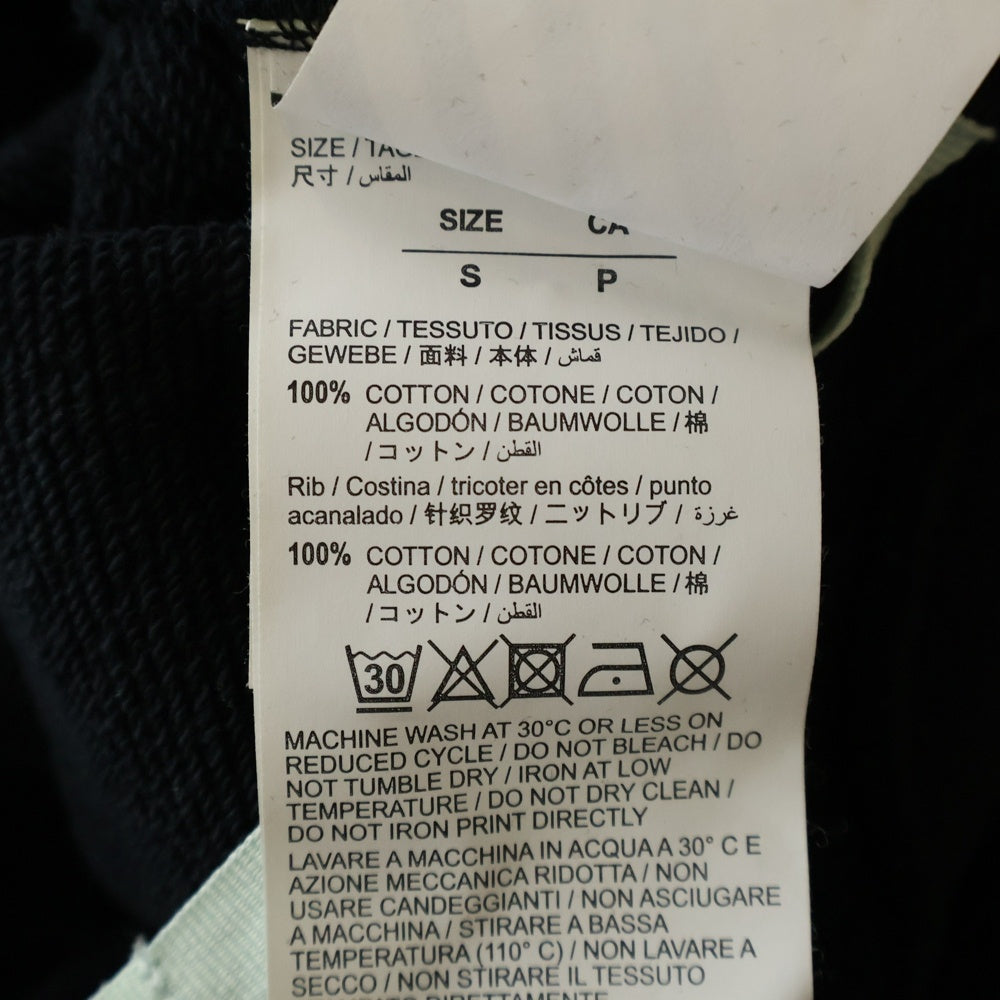 SIZE /
尺寸 / المقاس
SIZE CA
S P
FABRIC / TESSUTO / TISSUS / TEJIDO /
GEWEBE / 面料 / 本体 / قماش
100% COTTON / COTONE / COTON /
ALGODÓN / BAUMWOLLE / 棉
/ コットン / القطن
Rib / Costina / tricoter en côtes / punto
acanalado / 针织罗纹 / ニットリブ / غرزة
100% COTTON / COTONE / COTON /
ALGODÓN / BAUMWOLLE / 棉
/ コットン / القطن
30
MACHINE WASH AT 30°C OR LESS ON
REDUCED CYCLE / DO NOT BLEACH / DO
NOT TUMBLE DRY / IRON AT LOW
TEMPERATURE / DO NOT DRY CLEAN /
DO NOT IRON PRINT DIRECTLY
LAVARE A MACCHINA IN ACQUA A 30° C E
AZIONE MECCANICA RIDOTTA / NON
USARE CANDEGGIANTI / NON ASCIUGARE
A MACCHINA / STIRARE A BASSA
TEMPERATURA (110° C) / NON LAVARE A
SECCO / NON STIRARE IL TESSUTO
DIRETTAMENTE